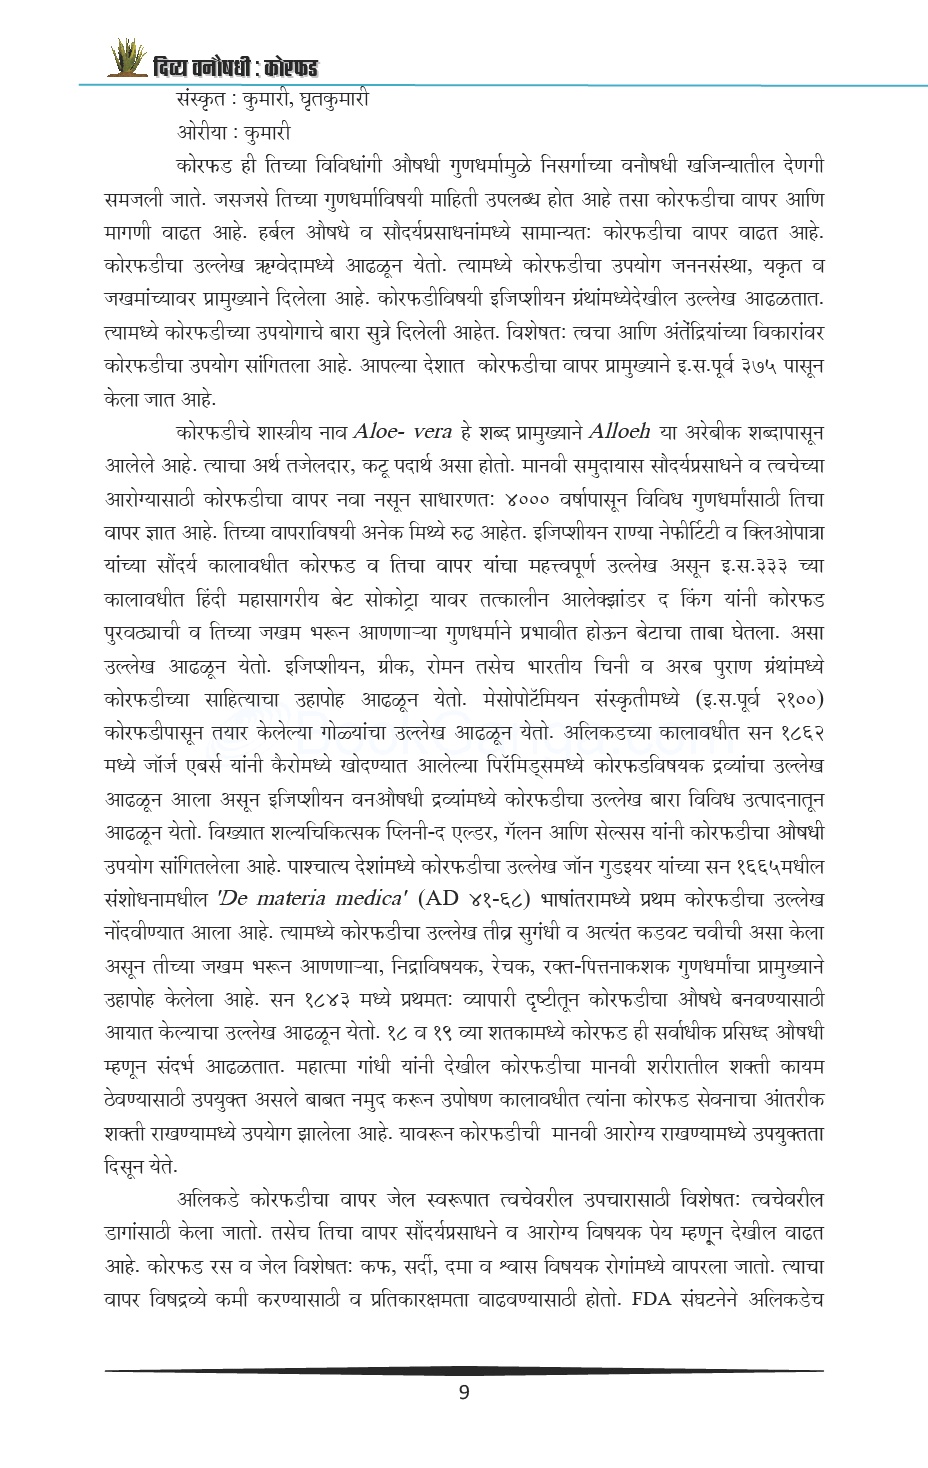 दिव्य वनौषधी : कोरफड
संस्कृत : कुमारी, घृतकुमारी
ओरीया : कुमारी
कोरफड ही तिच्या विविधांगी औषधी गुणधर्मामुळे निसर्गाच्या वनौषधी खजिन्यातील देणगी
समजली जाते. जसजसे तिच्या गुणधर्माविषयी माहिती उपलब्ध होत आहे तसा कोरफडीचा वापर आणि
मागणी वाढत आहे. हर्बल औषधे व सौदर्यप्रसाधनांमध्ये सामान्यत: कोरफडीचा वापर वाढत आहे.
कोरफडीचा उल्लेख ऋग्वेदामध्ये आढळून येतो. त्यामध्ये कोरफडीचा उपयोग जननसंस्था, यकृत व
जखमांच्यावर प्रामुख्याने दिलेला आहे. कोरफडीविषयी इजिप्शीयन ग्रंथांमध्येदेखील उल्लेख आढळतात.
त्यामध्ये कोरफडीच्या उपयोगाचे बारा सुत्रे दिलेली आहेत. विशेषत: त्वचा आणि अंतेंद्रियांच्या विकारांवर
कोरफडीचा उपयोग सांगितला आहे. आपल्या देशात कोरफडीचा वापर प्रामुख्याने इ.स.पूर्व ३७५ पासून
केला जात आहे.
कोरफडीचे शास्त्रीय नाव Aloe- vera हे शब्द प्रामुख्याने Alloeh या अरेबीक शब्दापासून
आलेले आहे. त्याचा अर्थ तजेलदार, कटू पदार्थ असा होतो. मानवी समुदायास सौदर्यप्रसाधने व त्वचेच्या
आरोग्यासाठी कोरफडीचा वापर नवा नसून साधारणत: ४००० वर्षापासून विविध गुणधर्मांसाठी तिचा
वापर ज्ञात आहे. तिच्या वापराविषयी अनेक मिथ्ये रुढ आहेत. इजिप्शीयन राण्या नेफीर्टिटी व क्लिओपात्रा
यांच्या सौंदर्य कालावधीत कोरफड व तिचा वापर यांचा महत्त्वपूर्ण उल्लेख असून इ.स.३३३ च्या
कालावधीत हिंदी महासागरीय बेट सोकोट्रा यावर तत्कालीन आलेक्झांडर द किंग यांनी कोरफड
पुरवठ्याची व तिच्या जखम भरून आणणाऱ्या गुणधर्माने प्रभावीत होऊन बेटाचा ताबा घेतला. असा
उल्लेख आढळून येतो. इजिप्शीयन, ग्रीक, रोमन तसेच भारतीय चिनी व अरब पुराण ग्रंथांमध्ये
कोरफडीच्या साहित्याचा उहापोह आढळून येतो. मेसोपोटॅमियन संस्कृतीमध्ये (इ.स.पूर्व २१००)
कोरफडीपासून तयार केलेल्या गोळ्यांचा उल्लेख आढळून येतो. अलिकडच्या कालावधीत सन १८६२
मध्ये जॉर्ज एबर्स यांनी कैरोमध्ये खोदण्यात आलेल्या पिरॅमिड्समध्ये कोरफडविषयक द्रव्यांचा उल्लेख
आढळून आला असून इजिप्शीयन वनऔषधी द्रव्यांमध्ये कोरफडीचा उल्लेख बारा विविध उत्पादनातून
आढळून येतो. विख्यात शल्यचिकित्सक प्लिनी-द एल्डर, गॅलन आणि सेल्सस यांनी कोरफडीचा औषधी
उपयोग सांगितलेला आहे. पाश्चात्य देशांमध्ये कोरफडीचा उल्लेख जॉन गुडइयर यांच्या सन १६६५मधील
संशोधनामधील 'De materia medica' (AD ४१-६८) भाषांतरामध्ये प्रथम कोरफडीचा उल्लेख
नोंदवीण्यात आला आहे. त्यामध्ये कोरफडीचा उल्लेख तीव्र सुगंधी व अत्यंत कडवट चवीची असा केला
असून तीच्या जखम भरून आणणाऱ्या, निद्राविषयक, रेचक, रक्त-पित्तनाकशक गुणधर्मांचा प्रामुख्याने
उहापोह केलेला आहे. सन १८४३ मध्ये प्रथमत: व्यापारी दृष्टीतून कोरफडीचा औषधे बनवण्यासाठी
आयात केल्याचा उल्लेख आढळून येतो. १८ व १९ व्या शतकामध्ये कोरफड ही सर्वाधीक प्रसिध्द औषधी
म्हणून संदर्भ आढळतात. महात्मा गांधी यांनी देखील कोरफडीचा मानवी शरीरातील शक्ती कायम
ठेवण्यासाठी उपयुक्त असले बाबत नमुद करून उपोषण कालावधीत त्यांना कोरफड सेवनाचा आंतरीक
शक्ती राखण्यामध्ये उपयेाग झालेला आहे. यावरून कोरफडीची मानवी आरोग्य राखण्यामध्ये उपयुक्तता
दिसून येते.
अलिकडे कोरफडीचा वापर जेल स्वरूपात त्वचेवरील उपचारासाठी विशेषत: त्वचेवरील
डागांसाठी केला जातो. तसेच तिचा वापर सौंदर्यप्रसाधने व आरोग्य विषयक पेय म्हणून देखील वाढत
आहे. कोरफड रस व जेल विशेषत: कफ, सर्दी, दमा व श्वास विषयक रोगांमध्ये वापरला जातो. त्याचा
वापर विषद्रव्ये कमी करण्यासाठी व प्रतिकारक्षमता वाढवण्यासाठी होतो. FDA संघटनेने अलिकडेच
9